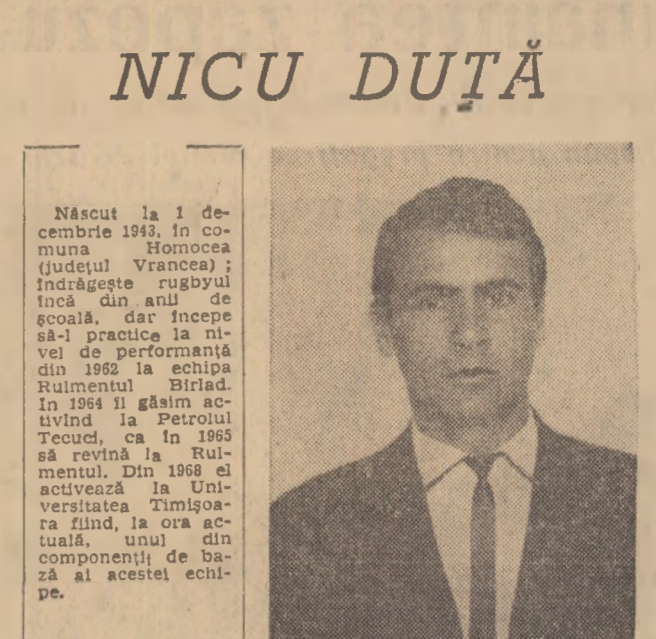 NICU DUȚĂ
Născut la 1 de-
cembrie 1943, în co-
muna Homocea
(județul Vrancea) ;
îndrăgește rugbyul
încă din anii de
școală, dar începe
să-l practice la ni-
vel de performanță
din 1962 la echipa
Rulmentul Bîrlad.
In 1964 îl găsim ac-
tivînd la Petrolul
Tecuci, ca în 1965
să revină la Rul-
mentul. Din 1968 el
activează la Uni-
versitatea Timișoa-
ra fiind, la ora ac-
tuală, unul din
componenții de ba-
ză ai acestei echi-
pe.